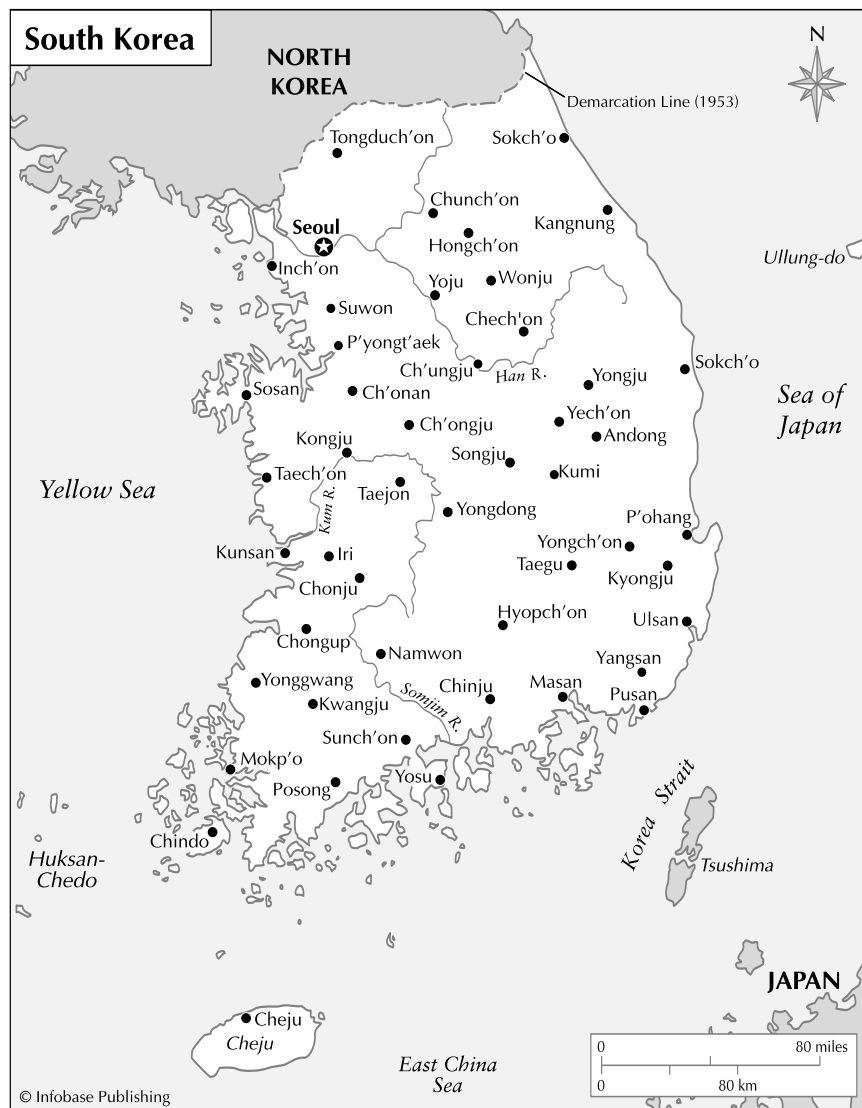 South Korea
N
NORTH
KOREA
Demarcation Line (1953)
Tongduch'on
Sokch'o
Chunch'on
Kangnung
Seoul
Hongch'on
Ullung-do
Inch'on
Yoju
Wonju
Suwon
Chech'on
P'yongt'aek
Ch'ungju
Han R.
Sokch'o
Yongju
Sosan
Ch'onan
Sea of
Japan
Yech'on
Ch'ongju
Andong
Kongju
Songju
Taech'on
Kumi
Yellow Sea
Taejon
Kum R.
Yongdong
P'ohang
Yongch'on
Kunsan
Iri
Taegu
Kyongju
Chonju
Hyopch'on
Ulsan
Chongup
Namwon
Yangsan
Yonggwang
Somjim R.
Chinju
Masan
Pusan
Kwangju
Sunch'on
Mokp'o
Posong
Yosu
Korea Strait
Chindo
Huksan-
Chedo
Tsushima
JAPAN
Cheju
Cheju
East China
Sea
0 80 miles
0 80 km
© Infobase Publishing